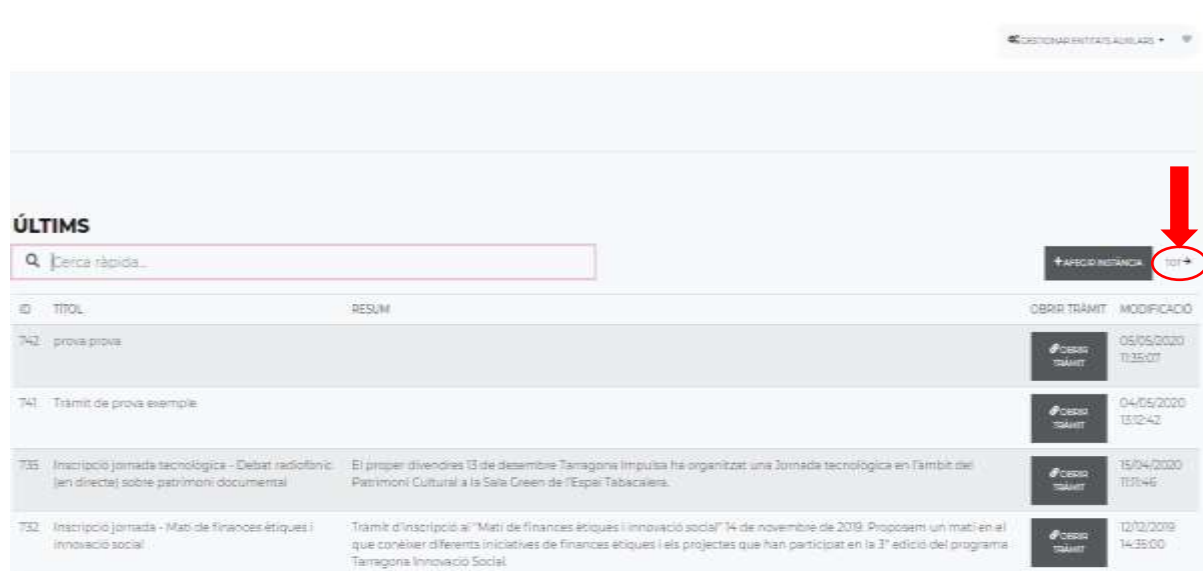 GESTIONAR ENTITATS AUXILIARS
ÚLTIMS
Cerca ràpida...
+AFEGIR INSTÀNCIA TOT→
ID TÍTOL RESUM OBRIR TRÀMIT MODIFICACIÓ
742 prova prova OBRIR TRÀMIT 05/05/2020
11:35:07
741 Tràmit de prova exemple OBRIR TRÀMIT 04/05/2020
13:12:42
735 Inscripció jornada tecnològica - Debat radiofònic El proper divendres 13 de desembre Tarragona Impulsa ha organitzat una Jornada tecnològica en l'àmbit del OBRIR TRÀMIT 15/04/2020
(en directe) sobre patrimoni documental Patrimoni Cultural a la Sala Green de l'Espai Tabacalera. 11:11:46
732 Inscripció jornada - Matí de finances ètiques i Tràmit d'inscripció al "Matí de finances ètiques i innovació social" 14 de novembre de 2019. Proposem un matí en el OBRIR TRÀMIT 12/12/2019
innovació social que conèixer diferents iniciatives de finances ètiques i els projectes que han participat en la 3ª edició del programa 14:35:00
Tarragona Innovació Social.